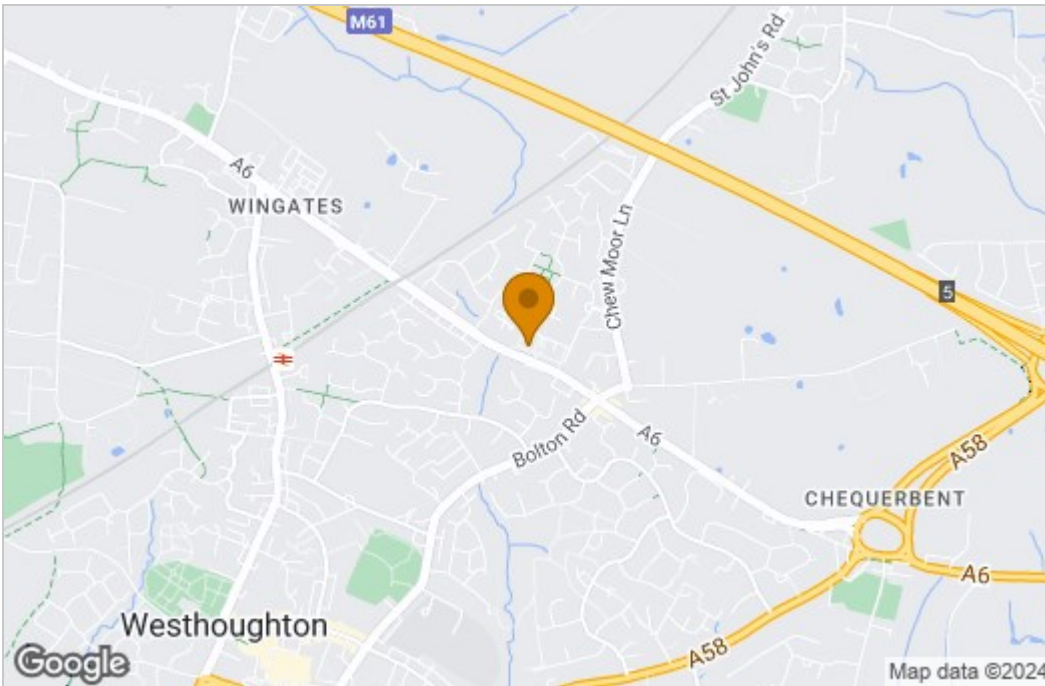 M61
St John's Rd
A6
WINGATES
Chew Moor Ln
5
Bolton Rd
A6
A58
CHEQUERBENT
A6
Westhoughton
A58
Google
Map data ©2024